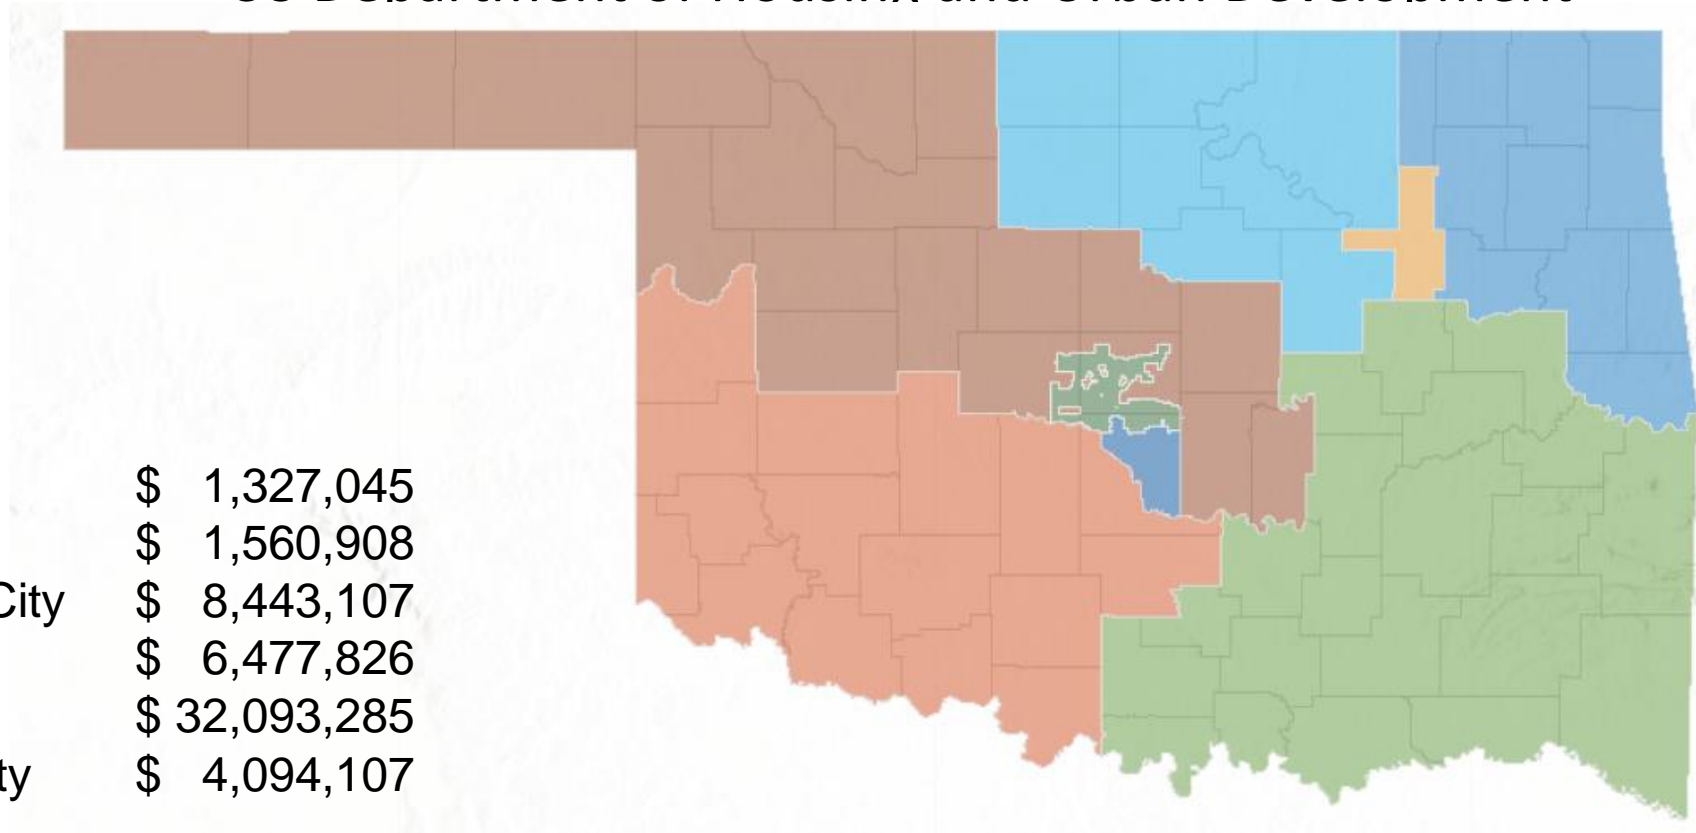 US Department of Housing and Urban Development
$ 1,327,045
$ 1,560,908
City $ 8,443,107
$ 6,477,826
$ 32,093,285
ty $ 4,094,107